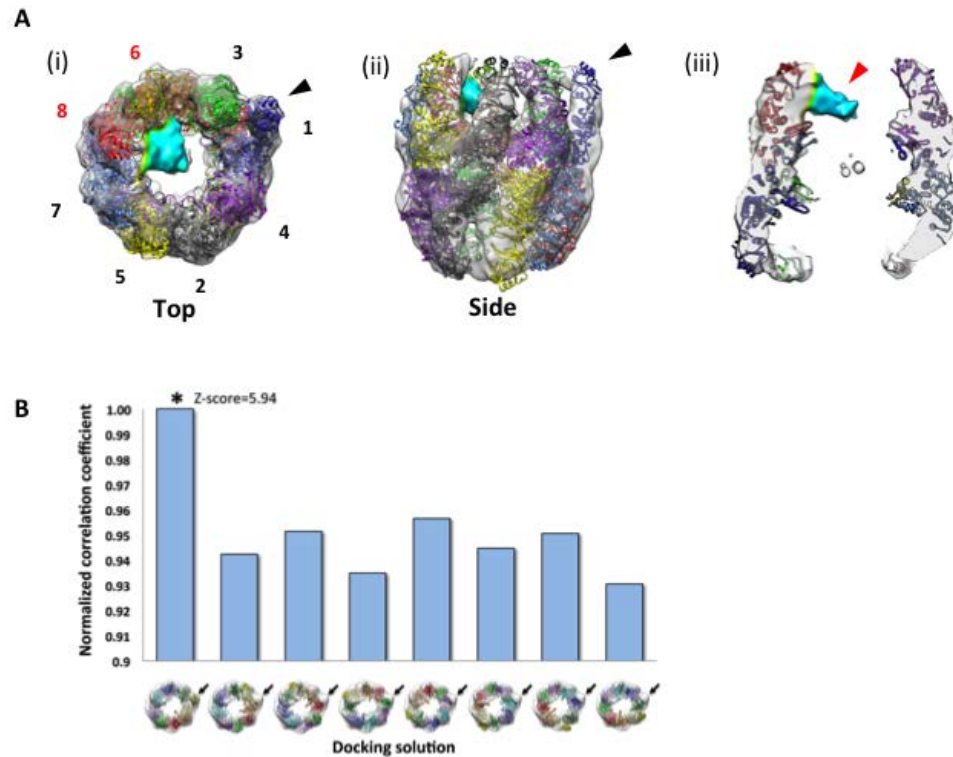 A
(i)
6
3
8
1
7
4
5
2
Top
(ii)
Side
(iii)
B
* Z-score=5.94
Normalized correlation coefficient
1.00
0.99
0.98
0.97
0.96
0.95
0.94
0.93
0.92
0.91
0.9
Docking solution